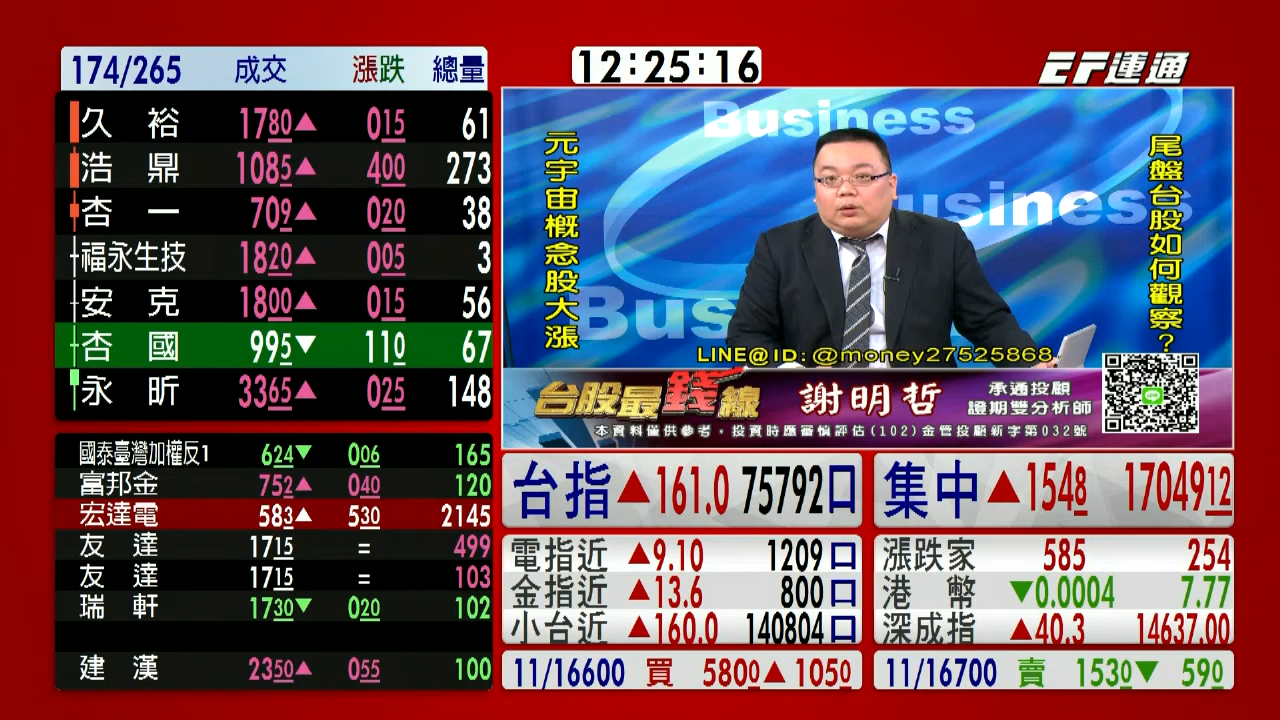 174/265 成交 漲跌 總量
久裕 1780▲ 015 61
浩鼎 1085▲ 400 273
杏一 709▲ 020 38
福永生技 1820▲ 005 3
安克 1800▲ 015 56
杏國 995▼ 110 67
永昕 3365▲ 025 148
國泰臺灣加權反1 624▼ 006 165
富邦金 752▲ 040 120
宏達電 583▲ 530 2145
友達 1715 = 499
友達 1715 = 103
瑞軒 1730▼ 020 102
建漢 2350▲ 055 100
12:25:16
EF運通
Business
Business
Business
元宇宙概念股大漲
尾盤台股如何觀察?
LINE@ID:@money27525868
台股最錢線 謝明哲 承通投顧
證期雙分析師
本資料僅供參考,投資時應審慎評估(102)金管投顧新字第032號
台指▲161.0 75792口
電指近 ▲9.10 1209口
金指近 ▲13.6 800口
小台近 ▲160.0 140804口
11/16600 買 5800▲1050
集中▲1548 1704912
漲跌家 585 254
港幣 ▼0.0004 7.77
深成指 ▲40.3 14637.00
11/16700 賣 1530▼ 590